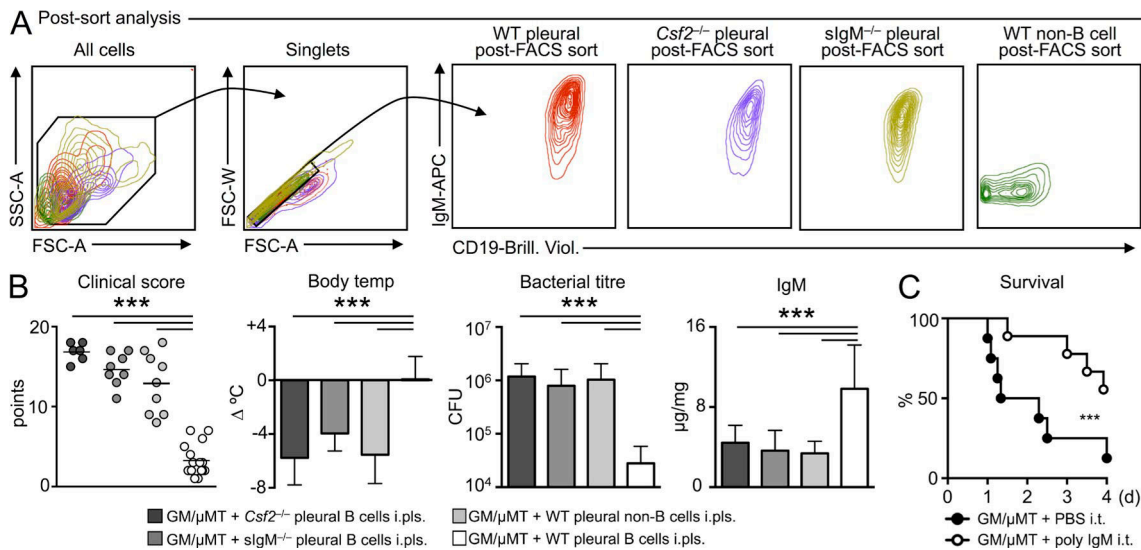 A
Post-sort analysis
All cells
Singlets
WT pleural
post-FACS sort
Csf2–/– pleural
post-FACS sort
sIgM–/– pleural
post-FACS sort
WT non-B cell
post-FACS sort
SSC-A
FSC-A
FSC-W
FSC-A
IgM-APC
CD19-Brill. Viol.
B
Clinical score
***
20
10
0
points
Body temp
***
+4
0
-4
-8
Δ °C
Bacterial titre
***
10⁷
10⁶
10⁵
10⁴
CFU
IgM
***
16
8
0
µg/mg
GM/µMT + Csf2–/– pleural B cells i.pls.
GM/µMT + sIgM–/– pleural B cells i.pls.
GM/µMT + WT pleural non-B cells i.pls.
GM/µMT + WT pleural B cells i.pls.
C
Survival
100
50
0
%
***
0 1 2 3 4 (d)
GM/µMT + PBS i.t.
GM/µMT + poly IgM i.t.